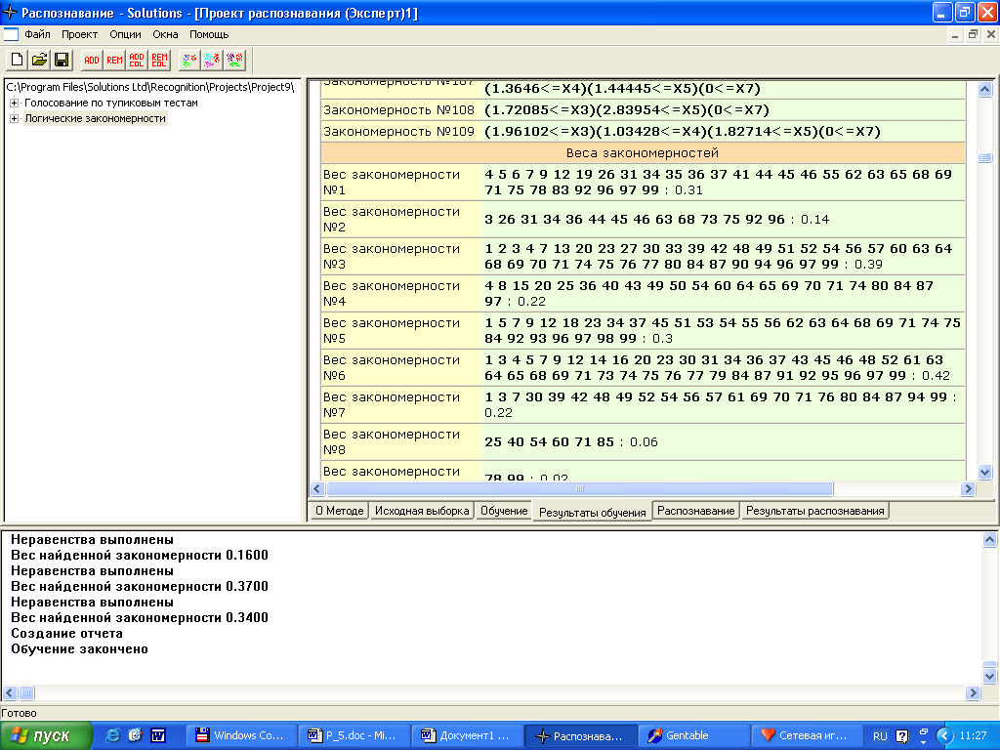 Распознавание - Solutions - [Проект распознавания (Эксперт)1]
Файл Проект Опции Окна Помощь
ADD REM ADD COL REM COL
C:\Program Files\Solutions Ltd\Recognition\Projects\Project9\
Голосование по тупиковым тестам
Логические закономерности
Закономерность №107
(1.3646<=X4)(1.44445<=X5)(0<=X7)
Закономерность №108 (1.72085<=X3)(2.83954<=X5)(0<=X7)
Закономерность №109 (1.96102<=X3)(1.03428<=X4)(1.82714<=X5)(0<=X7)
Веса закономерностей
Вес закономерности №1
4 5 6 7 9 12 19 26 31 34 35 36 37 41 44 45 46 55 62 63 65 68 69
71 75 78 83 92 96 97 99 : 0.31
Вес закономерности №2
3 26 31 34 36 44 45 46 63 68 73 75 92 96 : 0.14
Вес закономерности №3
1 2 3 4 7 13 20 23 27 30 33 39 42 48 49 51 52 54 56 57 60 63 64
68 69 70 71 74 75 76 77 80 84 87 90 94 96 97 99 : 0.39
Вес закономерности №4
4 8 15 20 25 36 40 43 49 50 54 60 64 65 69 70 71 74 80 84 87
97 : 0.22
Вес закономерности №5
1 5 7 9 12 18 23 34 37 45 51 53 54 55 56 62 63 64 68 69 71 74 75
84 92 93 96 97 98 99 : 0.3
Вес закономерности №6
1 3 4 5 7 9 12 14 16 20 23 30 31 34 36 37 43 45 46 48 52 61 63
64 65 68 69 71 73 74 75 76 77 79 84 87 91 92 95 96 97 99 : 0.42
Вес закономерности №7
1 3 7 30 39 42 48 49 52 54 56 57 61 69 70 71 76 80 84 87 94 99 :
0.22
Вес закономерности №8
25 40 54 60 71 85 : 0.06
Вес закономерности
78 99 : 0.02
О Методе Исходная выборка Обучение Результаты обучения Распознавание Результаты распознавания
Неравенства выполнены
Вес найденной закономерности 0.1600
Неравенства выполнены
Вес найденной закономерности 0.3700
Неравенства выполнены
Вес найденной закономерности 0.3400
Создание отчета
Обучение закончено
Готово
пуск Windows Co... P_5.doc - Mi... Документ1 ... Распознава... Gentable Сетевая иг... RU 11:27